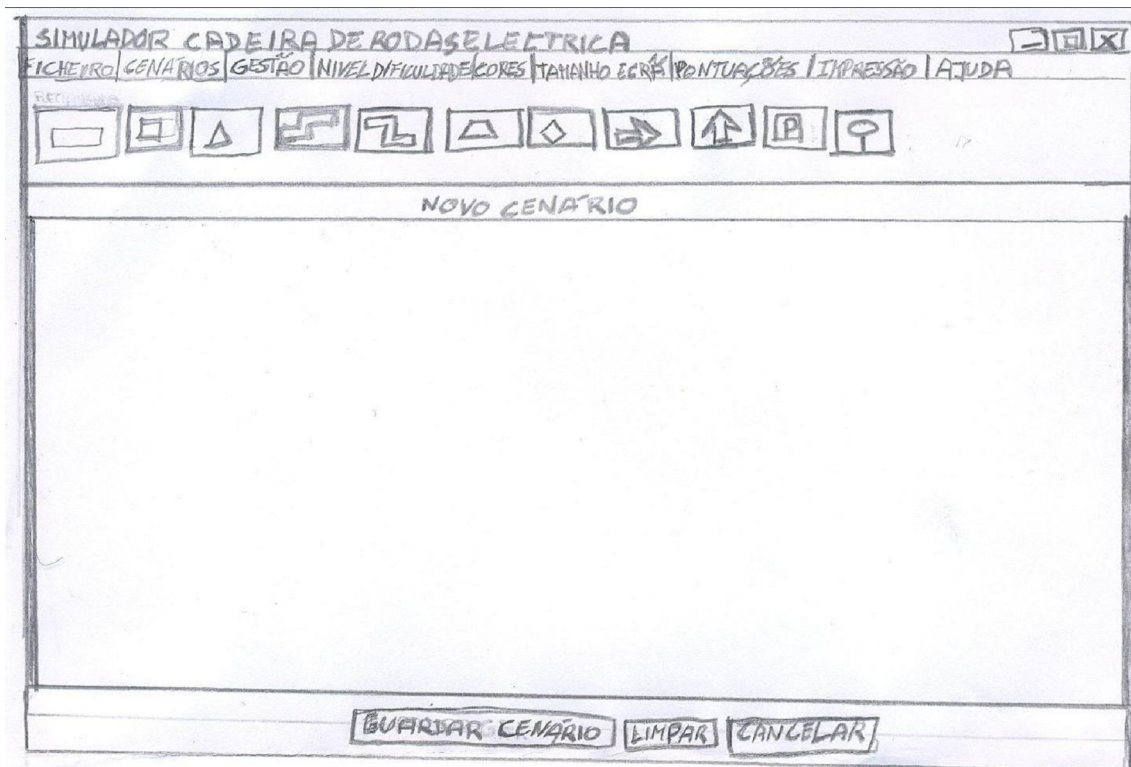 SIMULADOR CADEIRA DE RODAS ELECTRICA
FICHEIRO | CENÁRIOS | GESTÃO | NIVEL DIFICULDADE | CORES | TAMANHO ECRÃ | PONTUAÇÕES | IMPRESSÃO | AJUDA
P
NOVO CENÁRIO
GUARDAR CENÁRIO LIMPAR CANCELAR